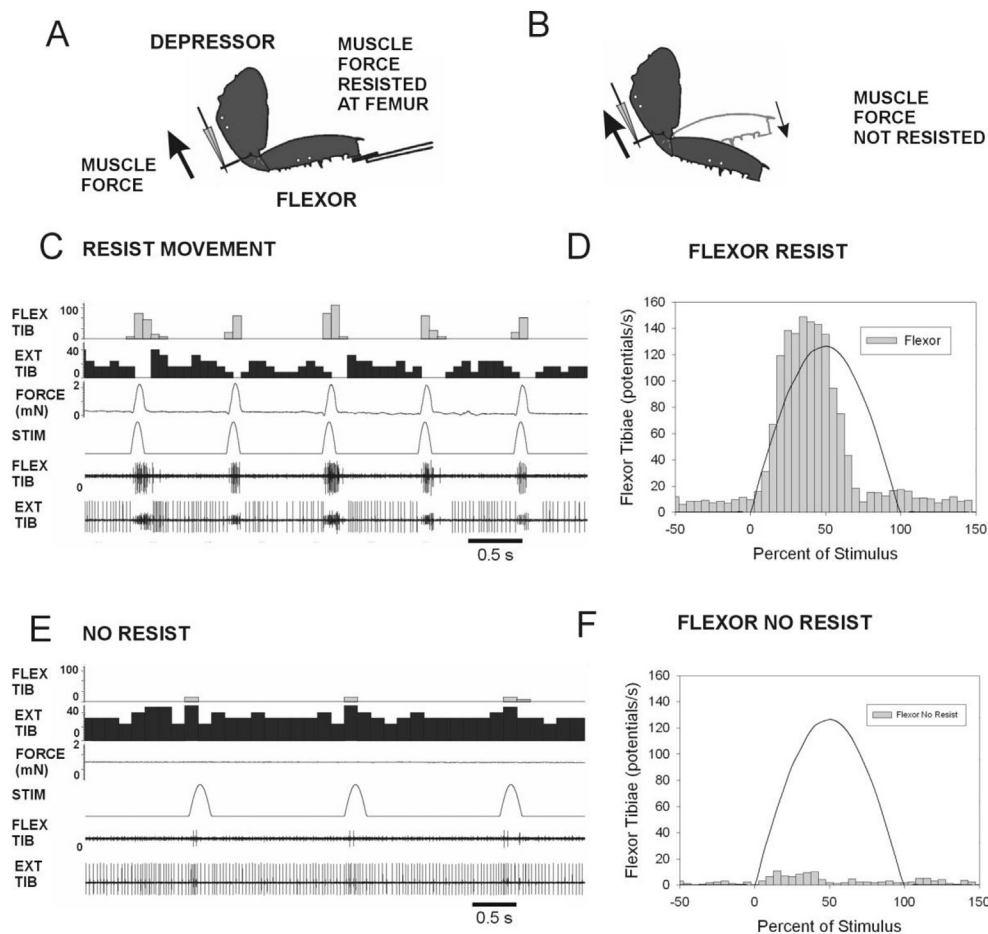 A
DEPRESSOR
MUSCLE
FORCE
RESISTED
AT FEMUR
MUSCLE
FORCE
FLEXOR
B
MUSCLE
FORCE
NOT RESISTED
C RESIST MOVEMENT
FLEX
TIB
100
0
EXT
TIB
40
0
FORCE
(mN)
2
0
STIM
FLEX
TIB
0
EXT
TIB
0.5 s
D
FLEXOR RESIST
Flexor Tibiae (potentials/s)
160
140
120
100
80
60
40
20
0
Flexor
-50 0 50 100 150
Percent of Stimulus
E NO RESIST
FLEX
TIB
100
0
EXT
TIB
40
0
FORCE
(mN)
2
0
STIM
FLEX
TIB
0
EXT
TIB
0.5 s
F
FLEXOR NO RESIST
Flexor Tibiae (potentials/s)
160
140
120
100
80
60
40
20
0
Flexor No Resist
-50 0 50 100 150
Percent of Stimulus